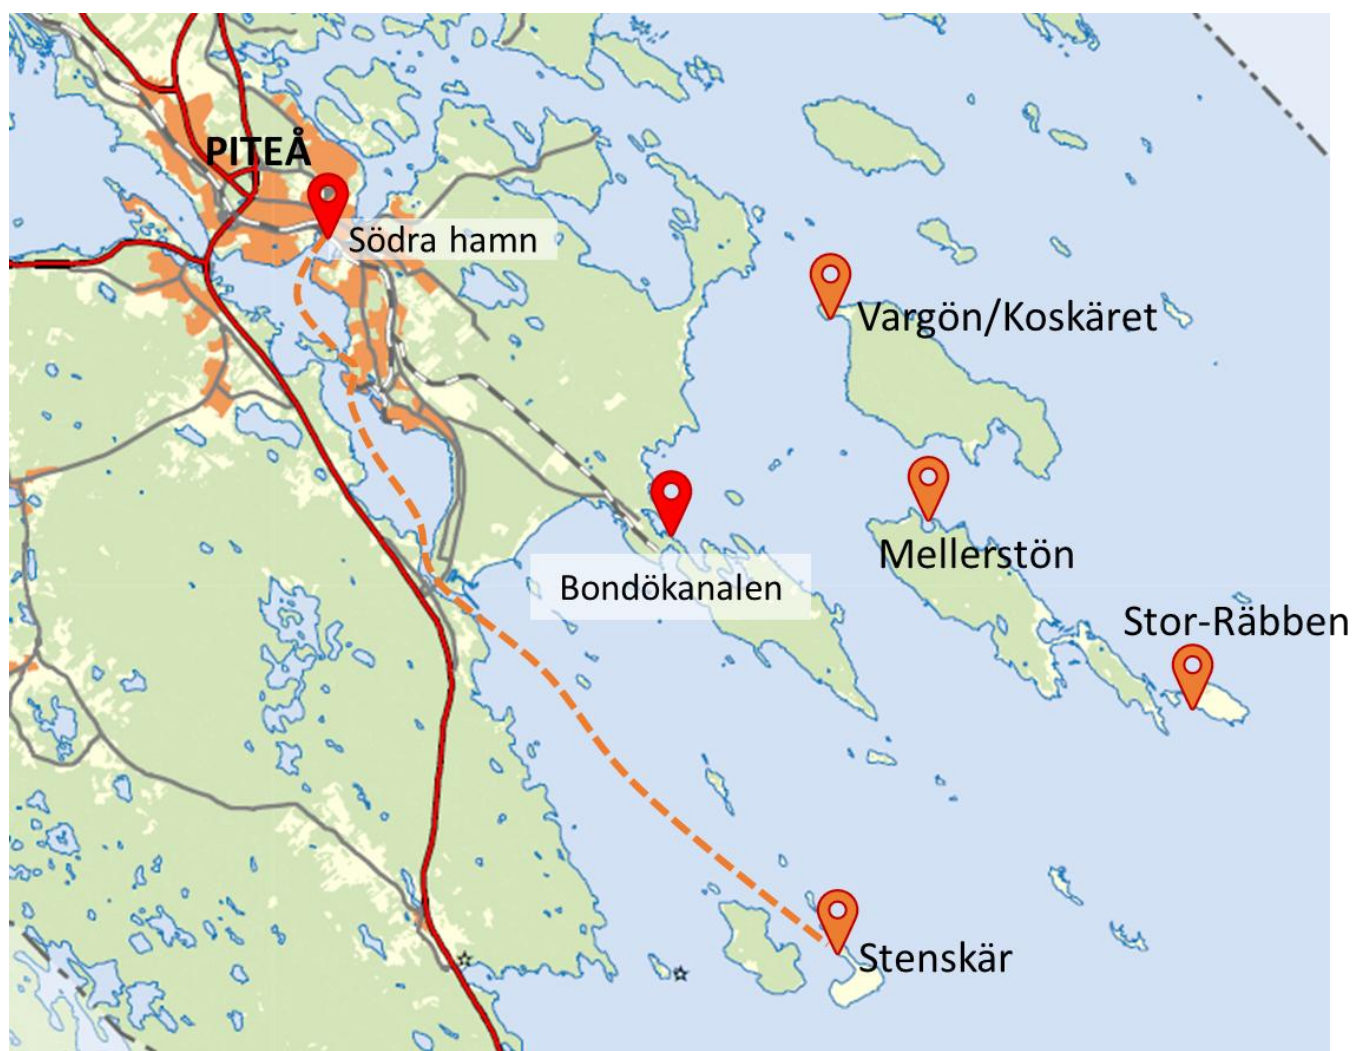 PITEÅ
Södra hamn
Vargön/Koskäret
Mellerstön
Bondökanalen
Stor-Räbben
Stenskär